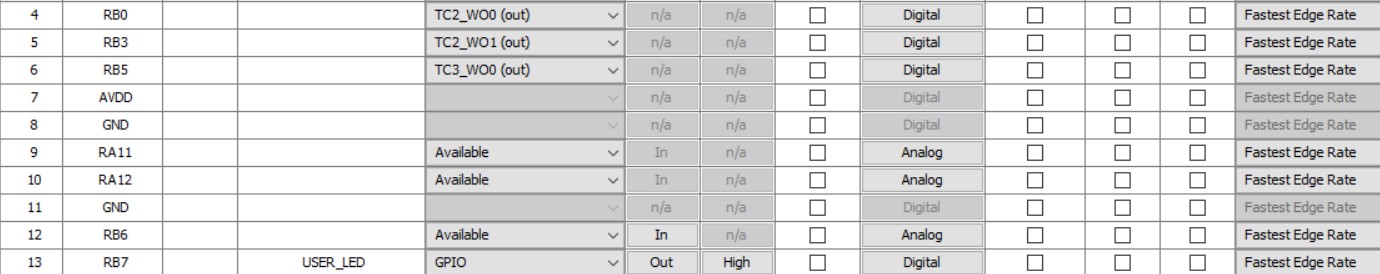 4 RB0 TC2_WO0 (out) n/a n/a Digital Fastest Edge Rate
5 RB3 TC2_WO1 (out) n/a n/a Digital Fastest Edge Rate
6 RB5 TC3_WO0 (out) n/a n/a Digital Fastest Edge Rate
7 AVDD n/a n/a Digital Fastest Edge Rate
8 GND n/a n/a Digital Fastest Edge Rate
9 RA11 Available In n/a Analog Fastest Edge Rate
10 RA12 Available In n/a Analog Fastest Edge Rate
11 GND n/a n/a Digital Fastest Edge Rate
12 RB6 Available In n/a Analog Fastest Edge Rate
13 RB7 USER_LED GPIO Out High Digital Fastest Edge Rate